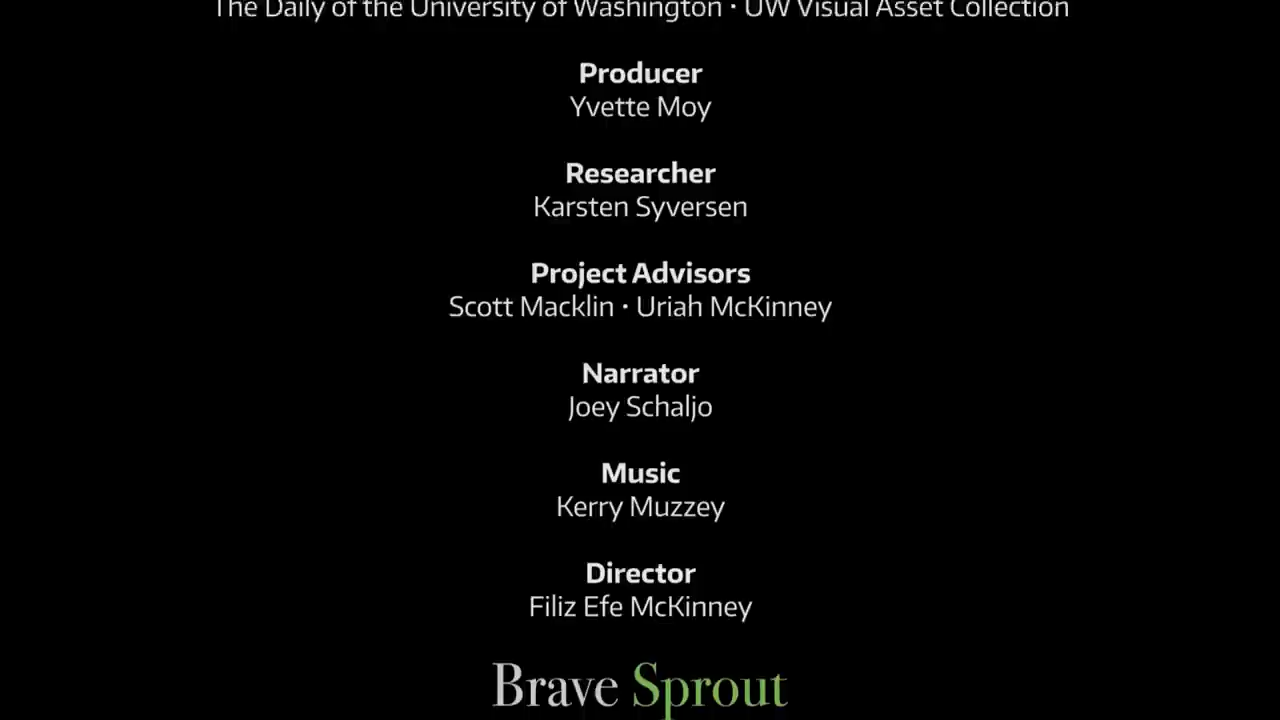 The Daily of the University of Washington • UW Visual Asset Collection
Producer
Yvette Moy
Researcher
Karsten Syversen
Project Advisors
Scott Macklin • Uriah McKinney
Narrator
Joey Schaljo
Music
Kerry Muzzey
Director
Filiz Efe McKinney
Brave Sprout